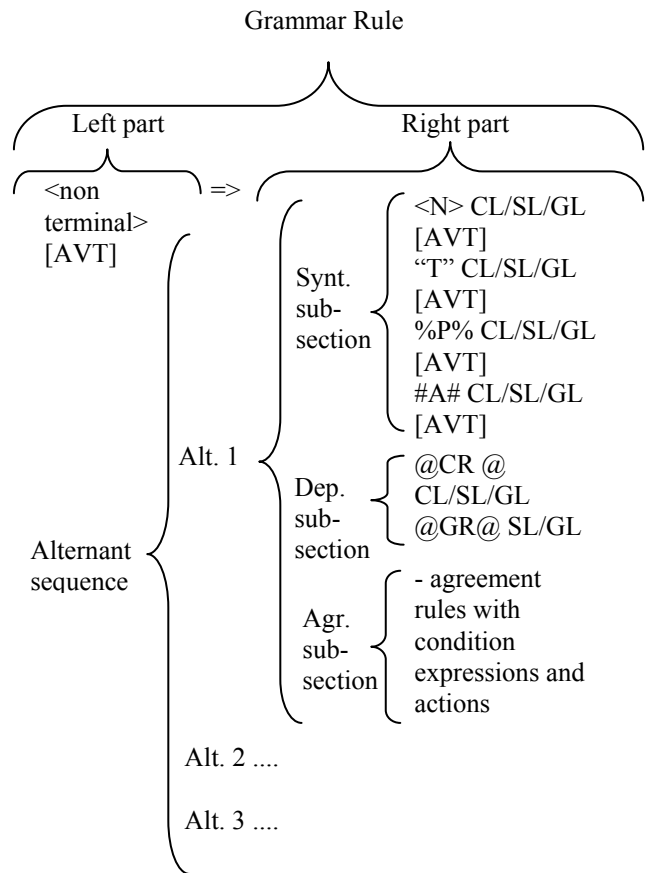 Grammar Rule
Left part
Right part
<non
terminal>
[AVT]
=>
Alternant
sequence
Alt. 1
Synt.
sub-
section
<N> CL/SL/GL
[AVT]
“T” CL/SL/GL
[AVT]
%P% CL/SL/GL
[AVT]
#A# CL/SL/GL
[AVT]
Dep.
sub-
section
@CR @
CL/SL/GL
@GR@ SL/GL
Agr.
sub-
section
- agreement
rules with
condition
expressions and
actions
Alt. 2 ....
Alt. 3 ....